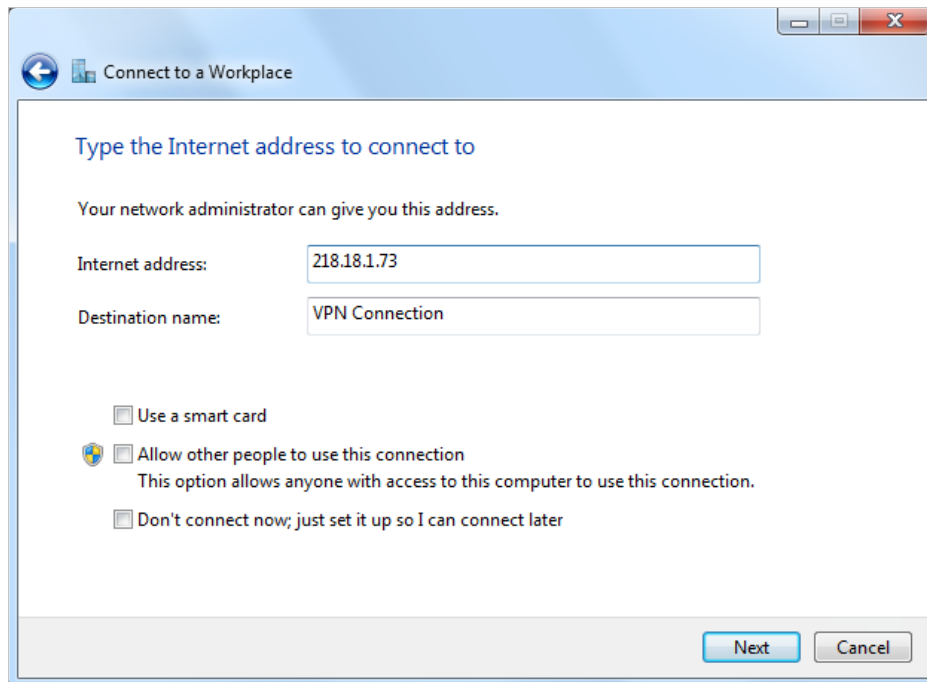 Connect to a Workplace
Type the Internet address to connect to
Your network administrator can give you this address.
Internet address: 218.18.1.73
Destination name: VPN Connection
Use a smart card
Allow other people to use this connection
This option allows anyone with access to this computer to use this connection.
Don't connect now; just set it up so I can connect later
Next Cancel